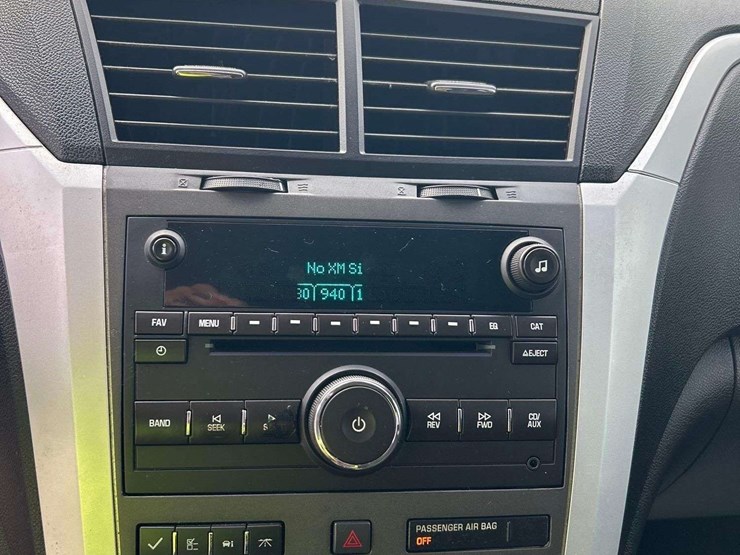 No XM Si
30 940 1
FAV MENU EQ CAT
EJECT
BAND SEEK REV FWD CD/AUX
PASSENGER AIR BAG
OFF